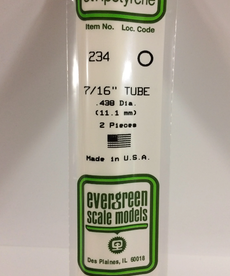 Item No. Loc. Code
234 O
7/16" TUBE
.438 Dia.
(11.1 mm)
2 Pieces
Made in U.S.A.
evergreen
scale models
Des Plaines, IL 60018